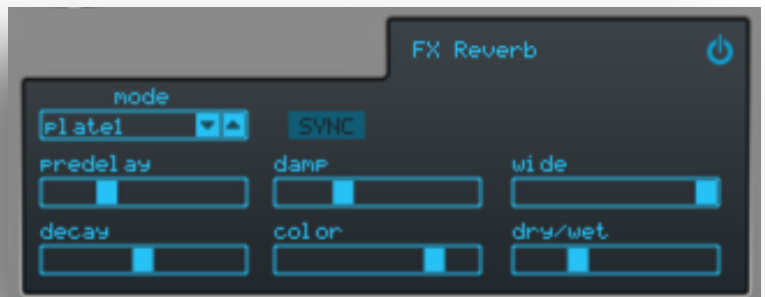 FX Reverb
mode
plate1
SYNC
predelay damp wide
decay color dry/wet